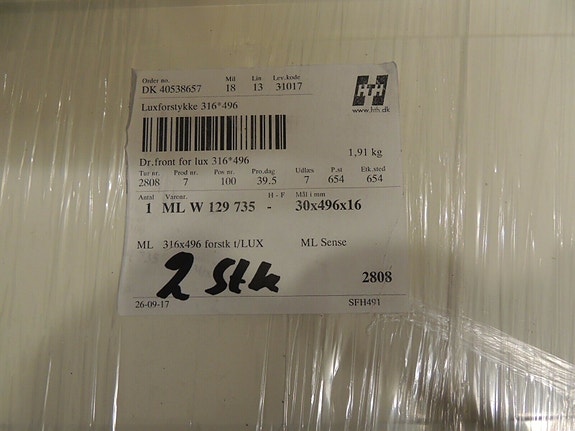 Order no. Mil Lin Lev.kode
DK 40538657 18 13 31017
HTH
www.hth.dk
Luxforstykke 316*496
1,91 kg
Dr.front for lux 316*496
Tur nr. Prod nr. Pos nr. Pro.dag Udlæs P.st Etk.sted
2808 7 100 39.5 7 654 654
Antal Varenr. H - F Mål i mm
1 ML W 129 735 - 30x496x16
ML 316x496 forstk t/LUX ML Sense
2 Stk
2808
26-09-17 SFH491